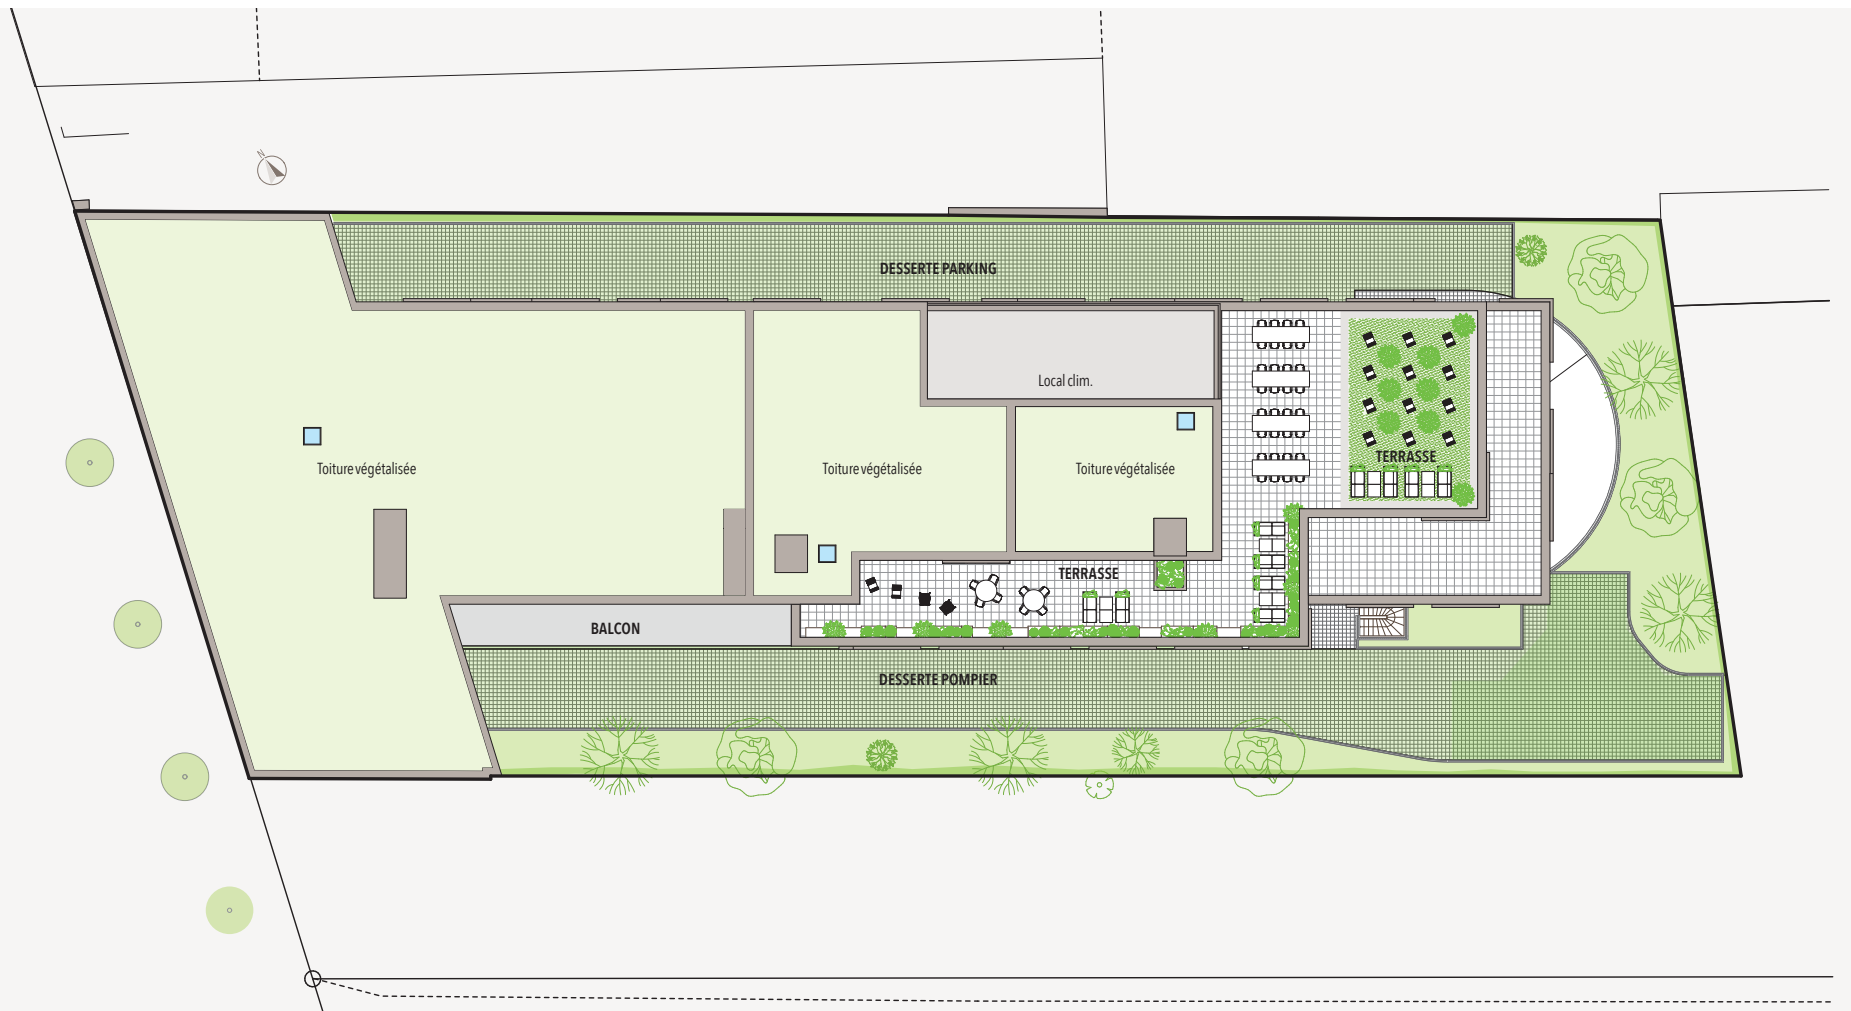 N
DESSERTE PARKING
Local clim.
TERRASSE
Toiture végétalisée
Toiture végétalisée
Toiture végétalisée
TERRASSE
BALCON
DESSERTE POMPIER